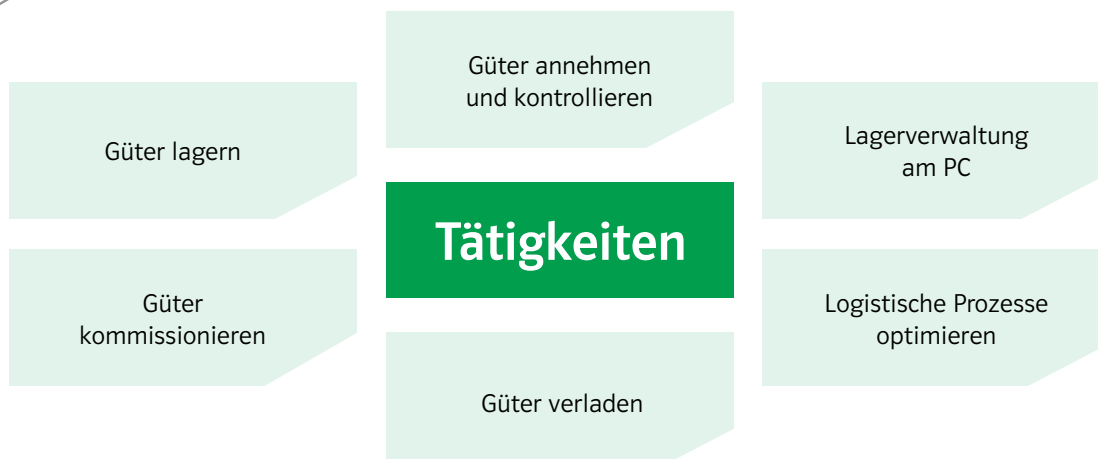 Güter annehmen
und kontrollieren
Güter lagern
Lagerverwaltung
am PC
Tätigkeiten
Güter
kommissionieren
Logistische Prozesse
optimieren
Güter verladen